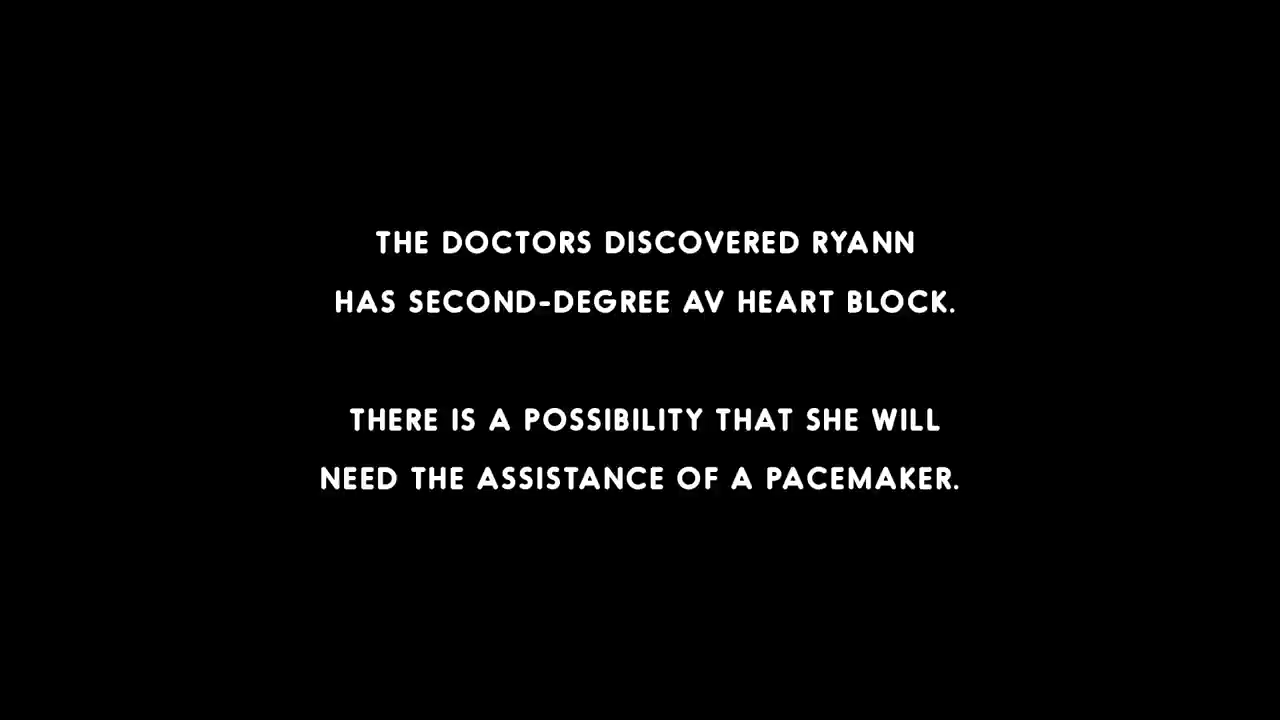 THE DOCTORS DISCOVERED RYANN
HAS SECOND-DEGREE AV HEART BLOCK.
THERE IS A POSSIBILITY THAT SHE WILL
NEED THE ASSISTANCE OF A PACEMAKER.